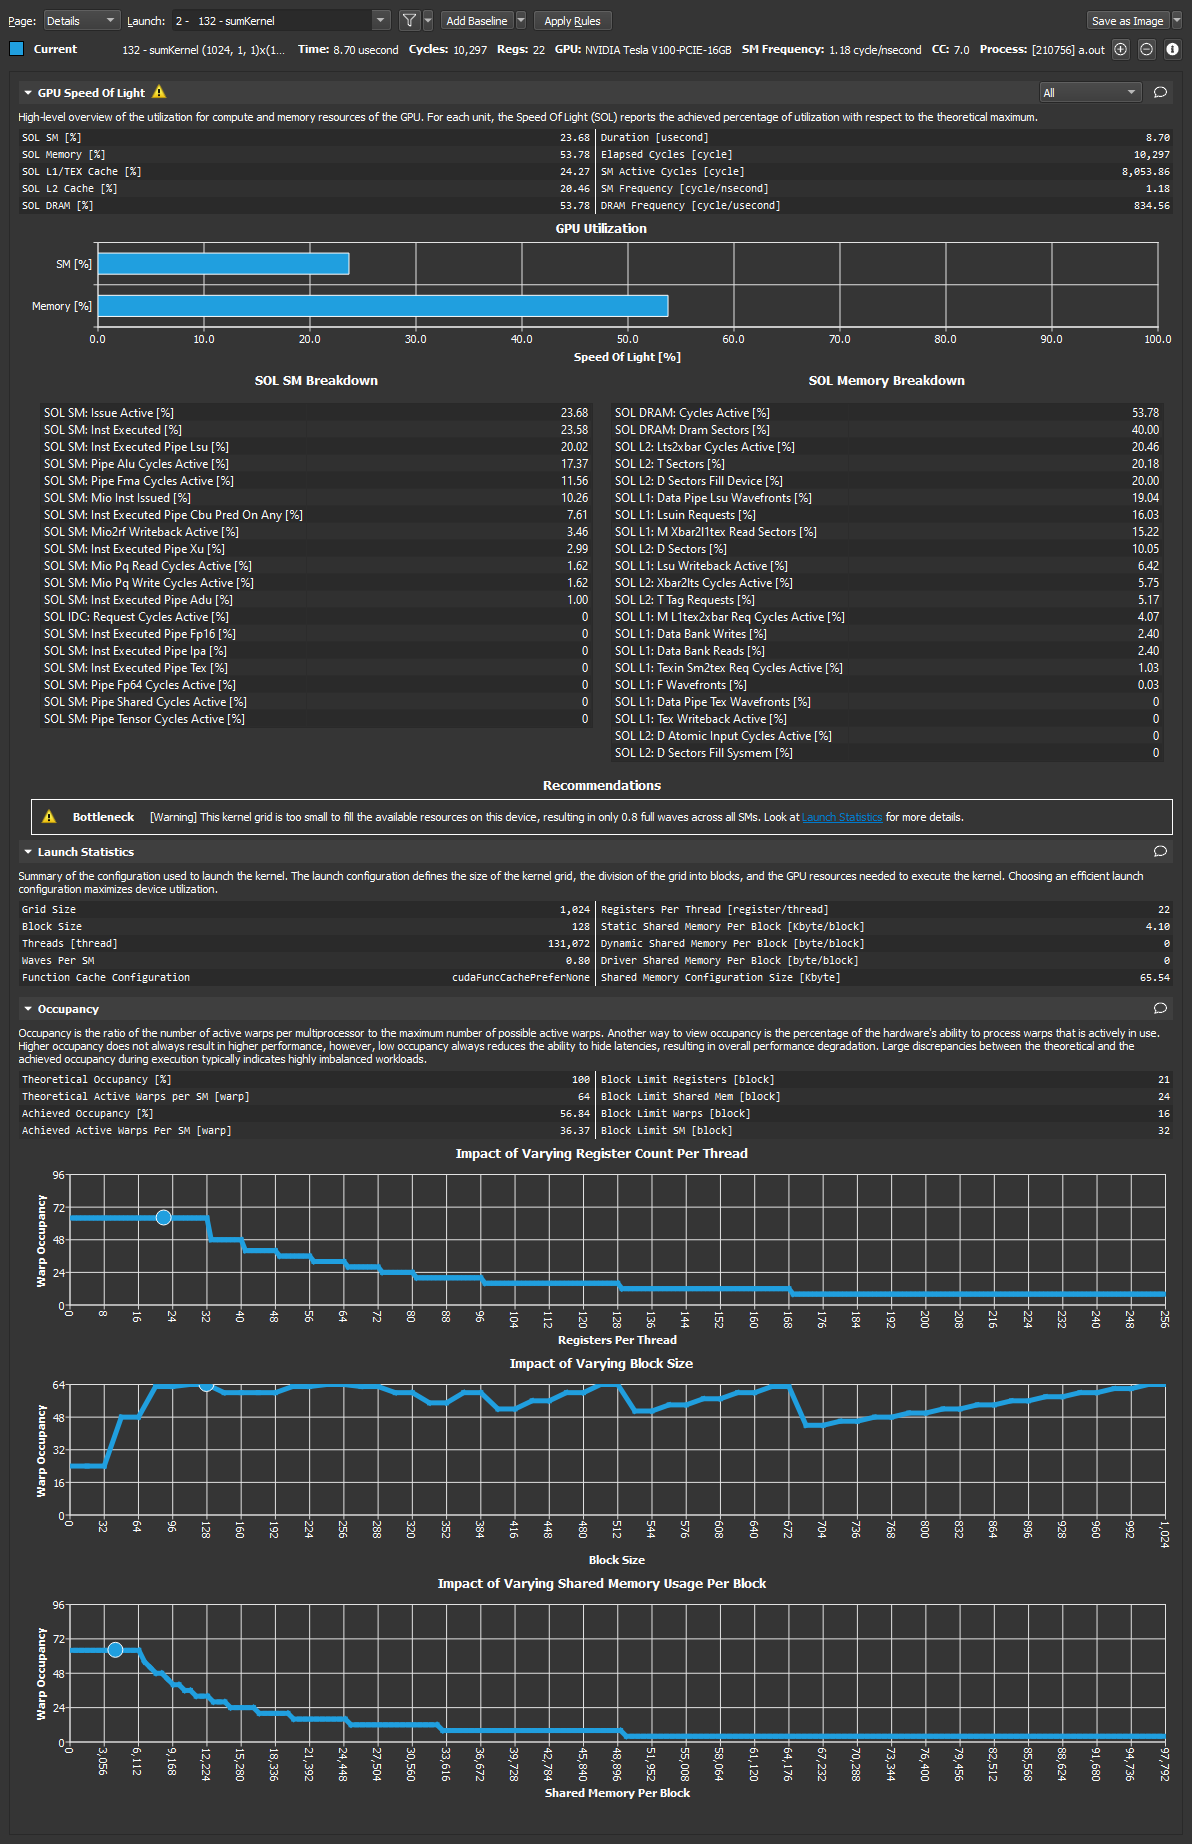 Page: Details Launch: 2 - 132 - sumKernel Add Baseline Apply Rules Save as Image
Current 132 - sumKernel (1024, 1, 1)x(1... Time: 8.70 usecond Cycles: 10,297 Regs: 22 GPU: NVIDIA Tesla V100-PCIE-16GB SM Frequency: 1.18 cycle/nsecond CC: 7.0 Process: [210756] a.out
GPU Speed Of Light All
High-level overview of the utilization for compute and memory resources of the GPU. For each unit, the Speed Of Light (SOL) reports the achieved percentage of utilization with respect to the theoretical maximum.
SOL SM [%] 23.68 Duration [usecond] 8.70
SOL Memory [%] 53.78 Elapsed Cycles [cycle] 10,297
SOL L1/TEX Cache [%] 24.27 SM Active Cycles [cycle] 8,053.86
SOL L2 Cache [%] 20.46 SM Frequency [cycle/nsecond] 1.18
SOL DRAM [%] 53.78 DRAM Frequency [cycle/usecond] 834.56
GPU Utilization
SM [%]
Memory [%]
0.0 10.0 20.0 30.0 40.0 50.0 60.0 70.0 80.0 90.0 100.0
Speed Of Light [%]
SOL SM Breakdown SOL Memory Breakdown
SOL SM: Issue Active [%] 23.68 SOL DRAM: Cycles Active [%] 53.78
SOL SM: Inst Executed [%] 23.58 SOL DRAM: Dram Sectors [%] 40.00
SOL SM: Inst Executed Pipe Lsu [%] 20.02 SOL L2: Lts2xbar Cycles Active [%] 20.46
SOL SM: Pipe Alu Cycles Active [%] 17.37 SOL L2: T Sectors [%] 20.18
SOL SM: Pipe Fma Cycles Active [%] 11.56 SOL L2: D Sectors Fill Device [%] 20.00
SOL SM: Mio Inst Issued [%] 10.26 SOL L1: Data Pipe Lsu Wavefronts [%] 19.04
SOL SM: Inst Executed Pipe Cbu Pred On Any [%] 7.61 SOL L1: Lsuin Requests [%] 16.03
SOL SM: Mio2rf Writeback Active [%] 3.46 SOL L1: M Xbar2l1tex Read Sectors [%] 15.22
SOL SM: Inst Executed Pipe Xu [%] 2.99 SOL L2: D Sectors [%] 10.05
SOL SM: Mio Pq Read Cycles Active [%] 1.62 SOL L1: Lsu Writeback Active [%] 6.42
SOL SM: Mio Pq Write Cycles Active [%] 1.62 SOL L2: Xbar2lts Cycles Active [%] 5.75
SOL SM: Inst Executed Pipe Adu [%] 1.00 SOL L2: T Tag Requests [%] 5.17
SOL IDC: Request Cycles Active [%] 0 SOL L1: M L1tex2xbar Req Cycles Active [%] 4.07
SOL SM: Inst Executed Pipe Fp16 [%] 0 SOL L1: Data Bank Writes [%] 2.40
SOL SM: Inst Executed Pipe Ipa [%] 0 SOL L1: Data Bank Reads [%] 2.40
SOL SM: Inst Executed Pipe Tex [%] 0 SOL L1: Texin Sm2tex Req Cycles Active [%] 1.03
SOL SM: Pipe Fp64 Cycles Active [%] 0 SOL L1: F Wavefronts [%] 0.03
SOL SM: Pipe Shared Cycles Active [%] 0 SOL L1: Data Pipe Tex Wavefronts [%] 0
SOL SM: Pipe Tensor Cycles Active [%] 0 SOL L1: Tex Writeback Active [%] 0
SOL L2: D Atomic Input Cycles Active [%] 0
SOL L2: D Sectors Fill Sysmem [%] 0
Recommendations
Bottleneck [Warning] This kernel grid is too small to fill the available resources on this device, resulting in only 0.8 full waves across all SMs. Look at Launch Statistics for more details.
Launch Statistics
Summary of the configuration used to launch the kernel. The launch configuration defines the size of the kernel grid, the division of the grid into blocks, and the GPU resources needed to execute the kernel. Choosing an efficient launch
configuration maximizes device utilization.
Grid Size 1,024 Registers Per Thread [register/thread] 22
Block Size 128 Static Shared Memory Per Block [Kbyte/block] 4.10
Threads [thread] 131,072 Dynamic Shared Memory Per Block [byte/block] 0
Waves Per SM 0.80 Driver Shared Memory Per Block [byte/block] 0
Function Cache Configuration cudaFuncCachePreferNone Shared Memory Configuration Size [Kbyte] 65.54
Occupancy
Occupancy is the ratio of the number of active warps per multiprocessor to the maximum number of possible active warps. Another way to view occupancy is the percentage of the hardware's ability to process warps that is actively in use.
Higher occupancy does not always result in higher performance, however, low occupancy always reduces the ability to hide latencies, resulting in overall performance degradation. Large discrepancies between the theoretical and the
achieved occupancy during execution typically indicates highly imbalanced workloads.
Theoretical Occupancy [%] 100 Block Limit Registers [block] 21
Theoretical Active Warps per SM [warp] 64 Block Limit Shared Mem [block] 24
Achieved Occupancy [%] 56.84 Block Limit Warps [block] 16
Achieved Active Warps Per SM [warp] 36.37 Block Limit SM [block] 32
Impact of Varying Register Count Per Thread
Warp Occupancy
96
72
48
24
0
0 8 16 24 32 40 48 56 64 72 80 88 96 104 112 120 128 136 144 152 160 168 176 184 192 200 208 216 224 232 240 248 256
Registers Per Thread
Impact of Varying Block Size
Warp Occupancy
64
48
32
16
0
0 32 64 96 128 160 192 224 256 288 320 352 384 416 448 480 512 544 576 608 640 672 704 736 768 800 832 864 896 928 960 992 1,024
Block Size
Impact of Varying Shared Memory Usage Per Block
Warp Occupancy
96
72
48
24
0
0 3,056 6,112 9,168 12,224 15,280 18,336 21,392 24,448 27,504 30,560 33,616 36,672 39,728 42,784 45,840 48,896 51,952 55,008 58,064 61,120 64,176 67,232 70,288 73,344 76,400 79,456 82,512 85,568 88,624 91,680 94,736 97,792
Shared Memory Per Block